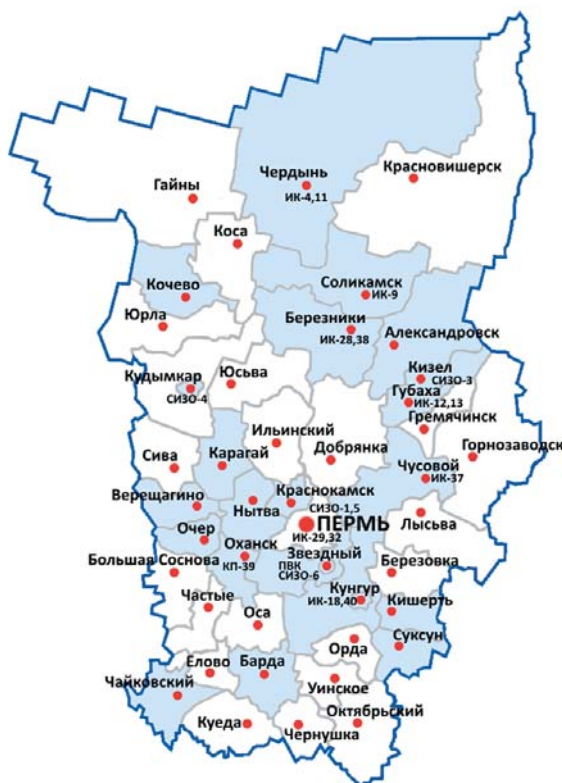 Чердынь
ИК-4,11
Красновишерск
Гайны
Коса
Соликамск
ИК-9
Кочево
Березники
ИК-28,38
Юрла
Александровск
Кизел
СИЗО-3
Кудымкар
СИЗО-4
Юсьва
Губаха
ИК-12,13
Гремячинск
Ильинский
Добрянка
Горнозаводск
Сива
Карагай
Чусовой
ИК-37
Верещагино
Нытва
Краснокамск
СИЗО-1,5
ПЕРМЬ
ИК-29,32
Лысьва
Очер
Оханск
КП-39
Звездный
ПВК
СИЗО-6
Большая Соснова
Березовка
Частые
Кунгур
ИК-18,40
Кишерть
Оса
Орда
Суксун
Елово
Барда
Чайковский
Уинское
Куеда
Чернушка
Октябрьский